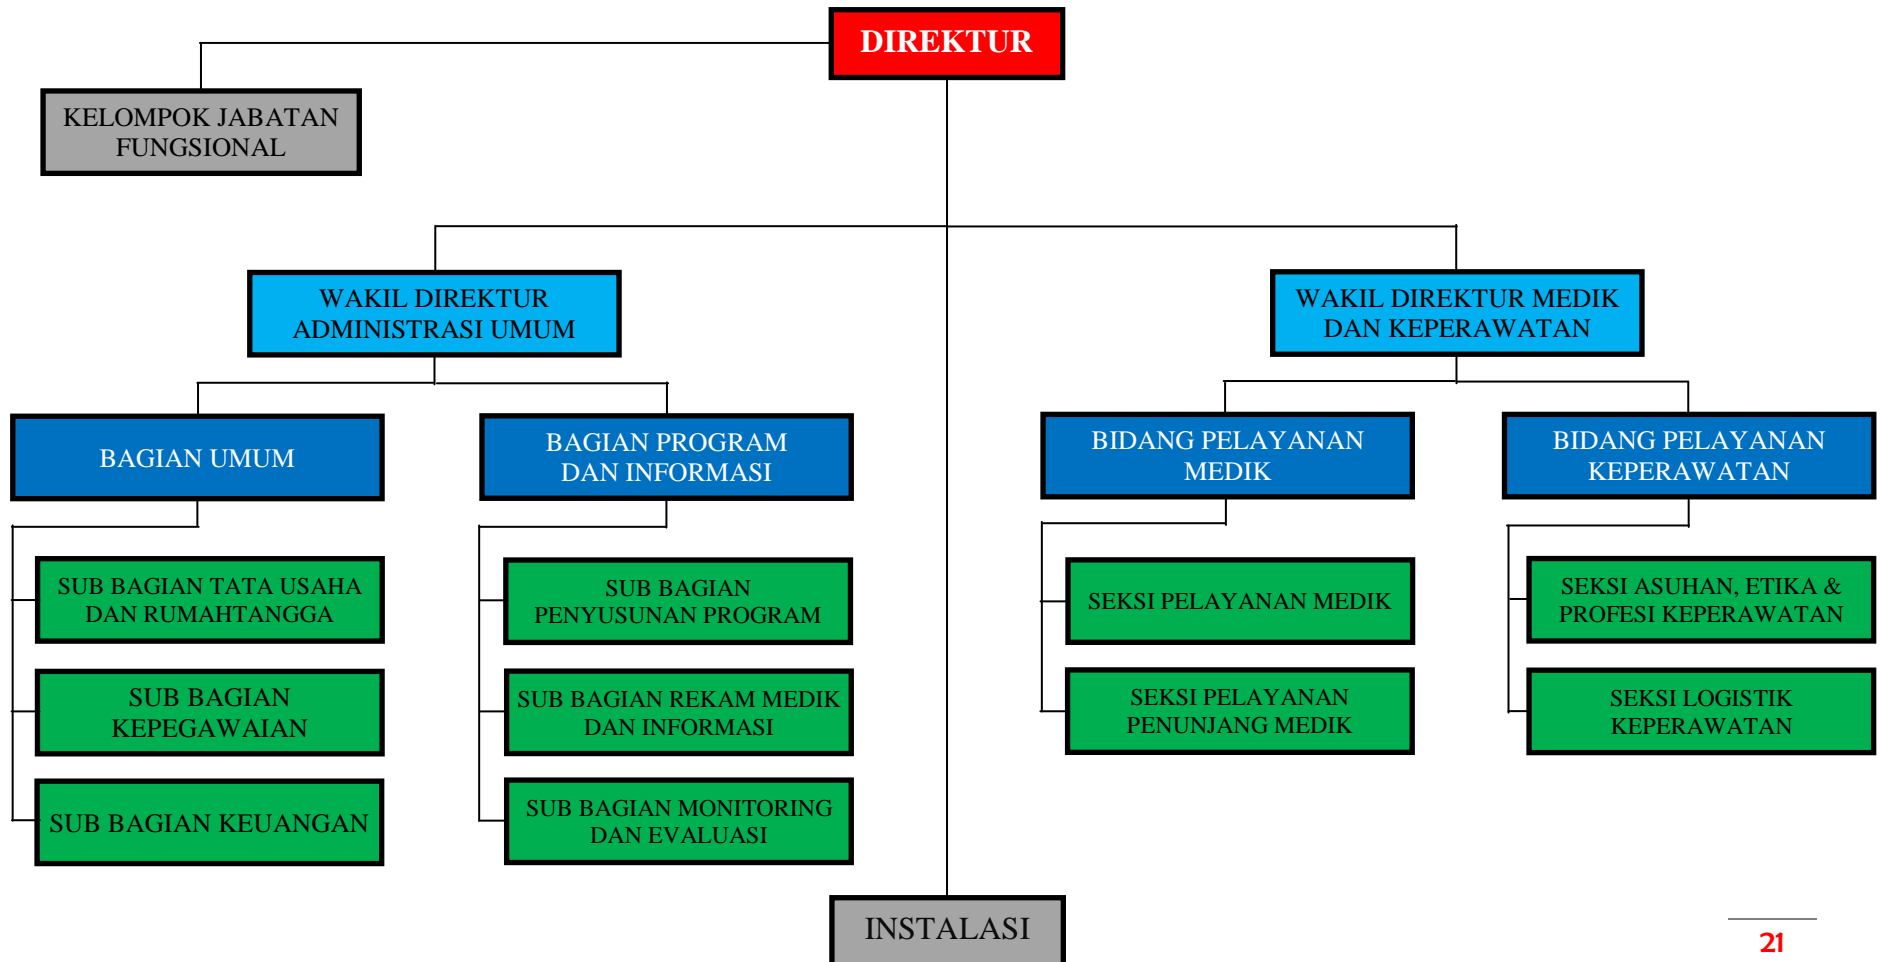 DIREKTUR
KELOMPOK JABATAN
FUNGSIONAL
WAKIL DIREKTUR
ADMINISTRASI UMUM
WAKIL DIREKTUR MEDIK
DAN KEPERAWATAN
BAGIAN UMUM
BAGIAN PROGRAM
DAN INFORMASI
BIDANG PELAYANAN
MEDIK
BIDANG PELAYANAN
KEPERAWATAN
SUB BAGIAN TATA USAHA
DAN RUMAHTANGGA
SUB BAGIAN
PENYUSUNAN PROGRAM
SEKSI PELAYANAN MEDIK
SEKSI ASUHAN, ETIKA &
PROFESI KEPERAWATAN
SUB BAGIAN
KEPEGAWAIAN
SUB BAGIAN REKAM MEDIK
DAN INFORMASI
SEKSI PELAYANAN
PENUNJANG MEDIK
SEKSI LOGISTIK
KEPERAWATAN
SUB BAGIAN KEUANGAN
SUB BAGIAN MONITORING
DAN EVALUASI
INSTALASI
21